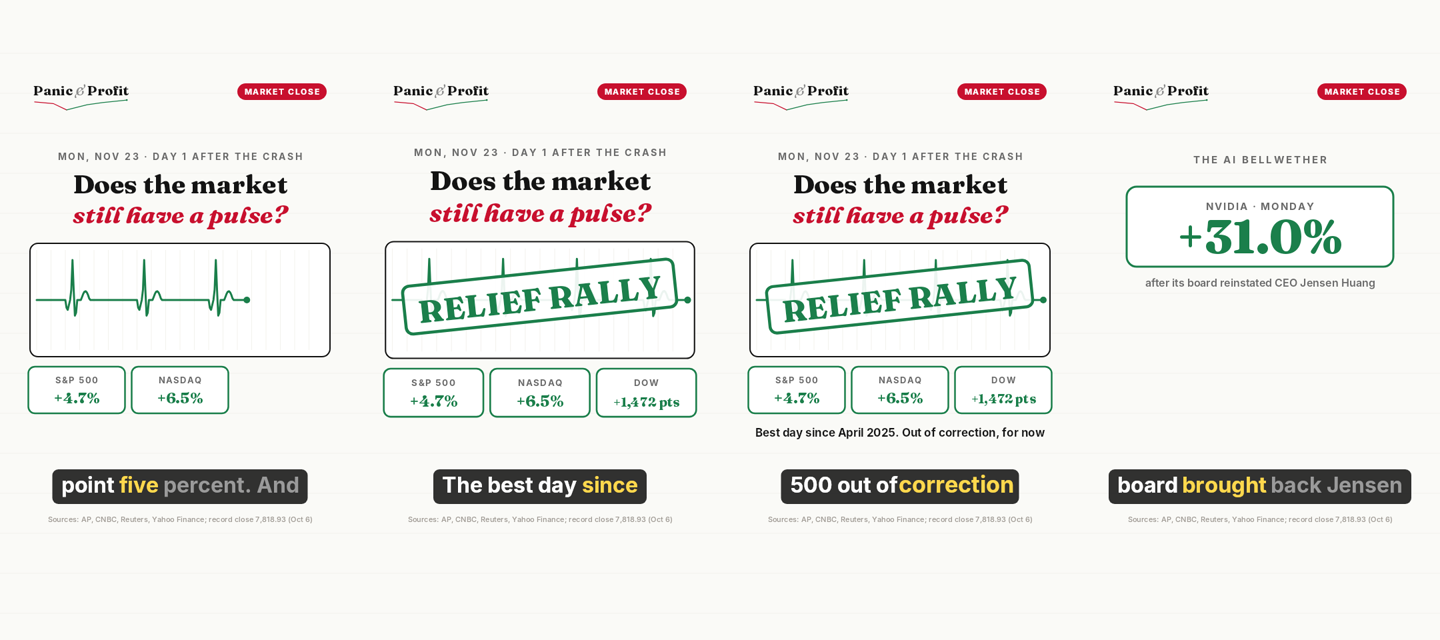 Panic & Profit
MARKET CLOSE
MON, NOV 23 · DAY 1 AFTER THE CRASH
Does the market
still have a pulse?
S&P 500
+4.7%
NASDAQ
+6.5%
point five percent. And
Sources: AP, CNBC, Reuters, Yahoo Finance; record close 7,818.93 (Oct 6)
Panic & Profit
MARKET CLOSE
MON, NOV 23 · DAY 1 AFTER THE CRASH
Does the market
still have a pulse?
RELIEF RALLY
S&P 500
+4.7%
NASDAQ
+6.5%
DOW
+1,472 pts
The best day since
Sources: AP, CNBC, Reuters, Yahoo Finance; record close 7,818.93 (Oct 6)
Panic & Profit
MARKET CLOSE
MON, NOV 23 · DAY 1 AFTER THE CRASH
Does the market
still have a pulse?
RELIEF RALLY
S&P 500
+4.7%
NASDAQ
+6.5%
DOW
+1,472 pts
Best day since April 2025. Out of correction, for now
500 out of correction
Sources: AP, CNBC, Reuters, Yahoo Finance; record close 7,818.93 (Oct 6)
Panic & Profit
MARKET CLOSE
THE AI BELLWETHER
NVIDIA · MONDAY
+31.0%
after its board reinstated CEO Jensen Huang
board brought back Jensen
Sources: AP, CNBC, Reuters, Yahoo Finance; record close 7,818.93 (Oct 6)